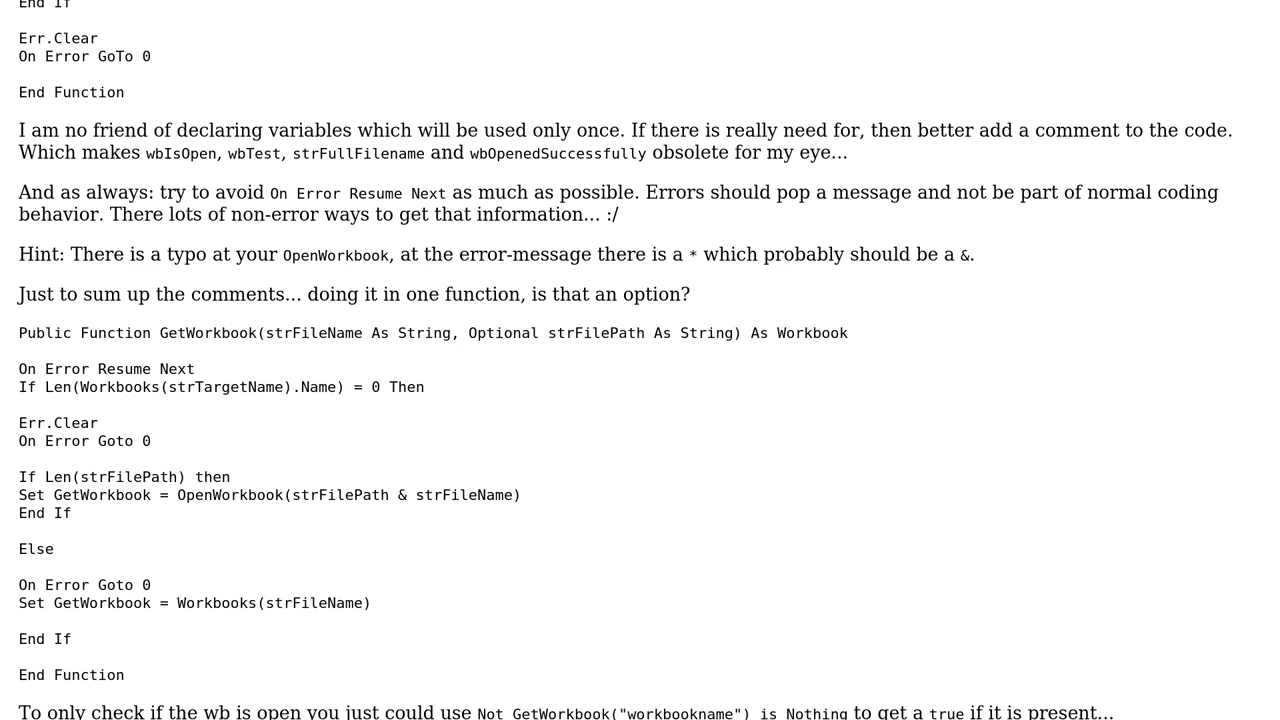 End If
Err.Clear
On Error GoTo 0
End Function
I am no friend of declaring variables which will be used only once. If there is really need for, then better add a comment to the code.
Which makes wbIsOpen, wbTest, strFullFilename and wbOpenedSuccessfully obsolete for my eye...
And as always: try to avoid On Error Resume Next as much as possible. Errors should pop a message and not be part of normal coding
behavior. There lots of non-error ways to get that information... :/
Hint: There is a typo at your OpenWorkbook, at the error-message there is a * which probably should be a &.
Just to sum up the comments... doing it in one function, is that an option?
Public Function GetWorkbook(strFileName As String, Optional strFilePath As String) As Workbook
On Error Resume Next
If Len(Workbooks(strTargetName).Name) = 0 Then
Err.Clear
On Error Goto 0
If Len(strFilePath) then
Set GetWorkbook = OpenWorkbook(strFilePath & strFileName)
End If
Else
On Error Goto 0
Set GetWorkbook = Workbooks(strFileName)
End If
End Function
To only check if the wb is open you just could use Not GetWorkbook("workbookname") is Nothing to get a true if it is present...